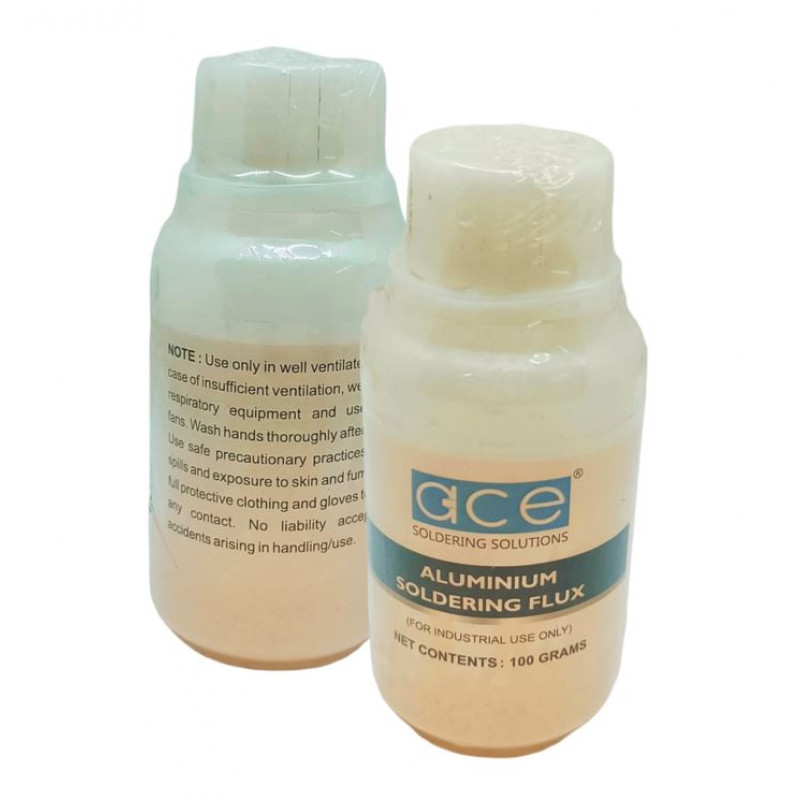 NOTE : Use only in well ventilate
case of insufficient ventilation, we
respiratory equipment and use
fans. Wash hands thoroughly after
Use safe precautionary practices
spills and exposure to skin and fum
full protective clothing and gloves t
any contact. No liability accep
accidents arising in handling/use.
ace®
SOLDERING SOLUTIONS
ALUMINIUM
SOLDERING FLUX
(FOR INDUSTRIAL USE ONLY)
NET CONTENTS : 100 GRAMS